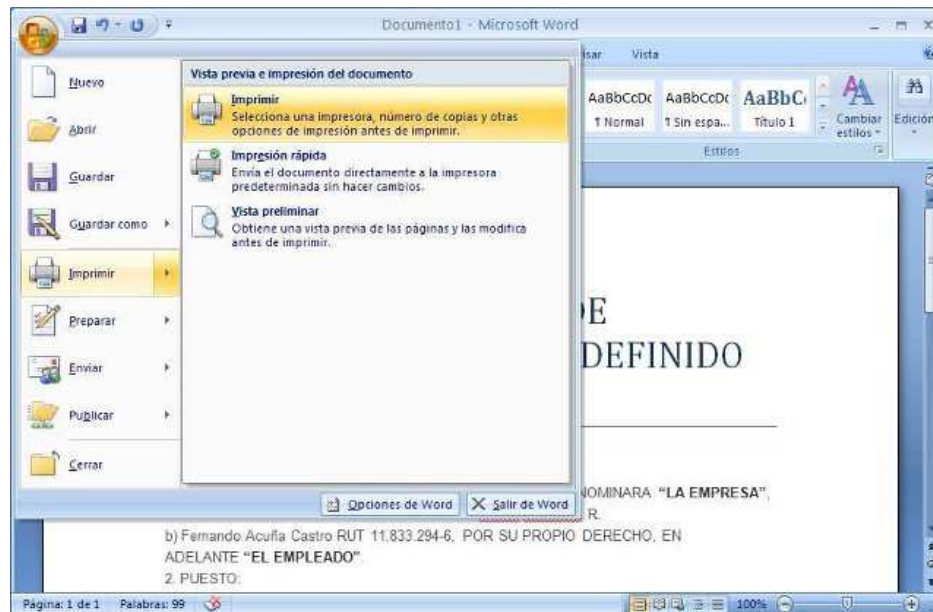 Documento1 - Microsoft Word
isar Vista
Nuevo
Abrir
Guardar
Guardar como
Imprimir
Preparar
Enviar
Publicar
Cerrar
Vista previa e impresión del documento
Imprimir
Selecciona una impresora, número de copias y otras
opciones de impresión antes de imprimir.
Impresión rápida
Envía el documento directamente a la impresora
predeterminada sin hacer cambios.
Vista preliminar
Obtiene una vista previa de las páginas y las modifica
antes de imprimir.
Opciones de Word
Salir de Word
AaBbCcDc AaBbCcDc AaBbC
1 Normal 1 Sin espa... Título 1
Cambiar
estilos
Edición
Estilos
DE
DEFINIDO
NOMINARA “LA EMPRESA”,
R.
b) Fernando Acuña Castro RUT 11.833.294-6, POR SU PROPIO DERECHO, EN
ADELANTE “EL EMPLEADO”.
2. PUESTO:
Página: 1 de 1 Palabras: 99 100%